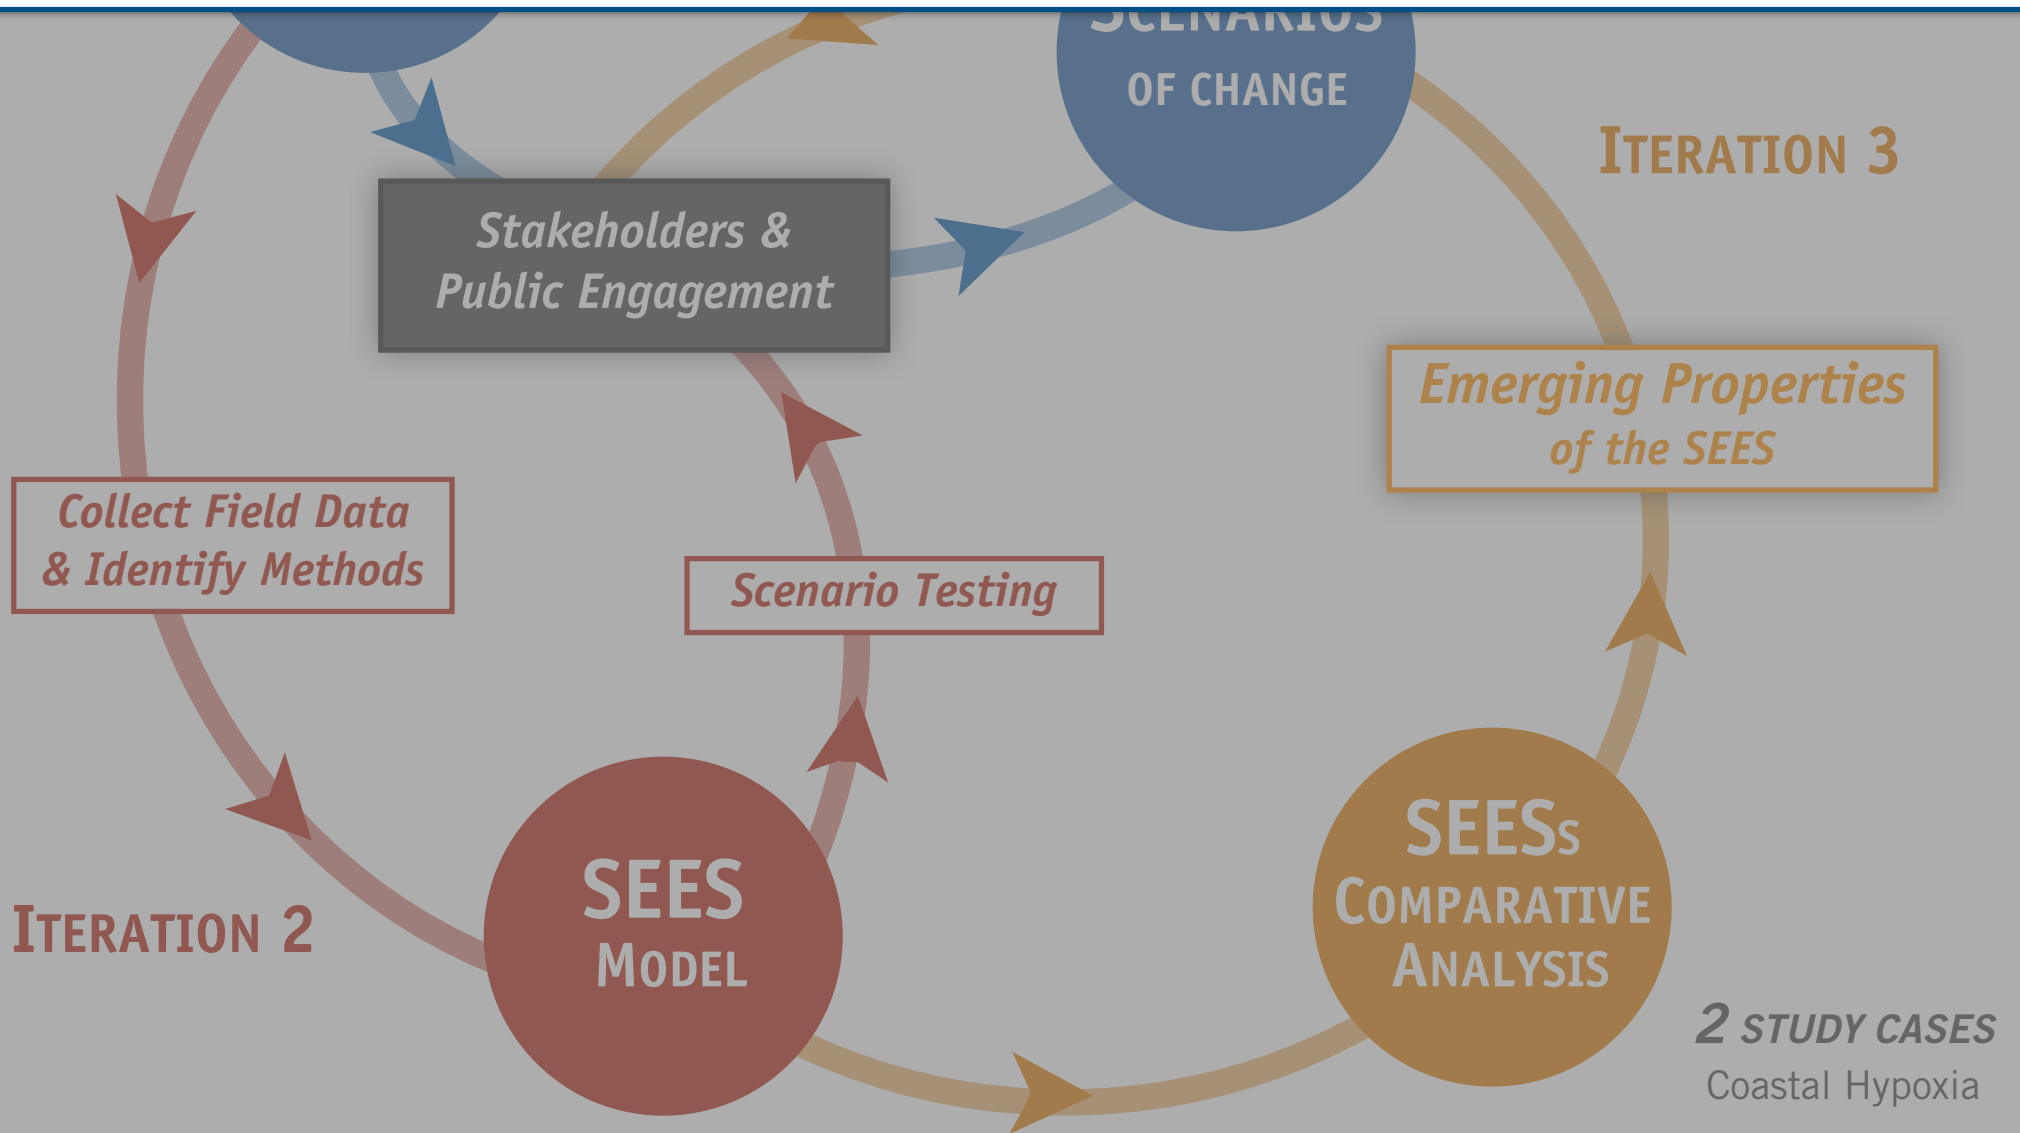 SCENARIOS
OF CHANGE
ITERATION 3
Stakeholders &
Public Engagement
Emerging Properties
of the SEES
Collect Field Data
& Identify Methods
Scenario Testing
SEESs
COMPARATIVE
ANALYSIS
SEES
MODEL
ITERATION 2
2 STUDY CASES
Coastal Hypoxia